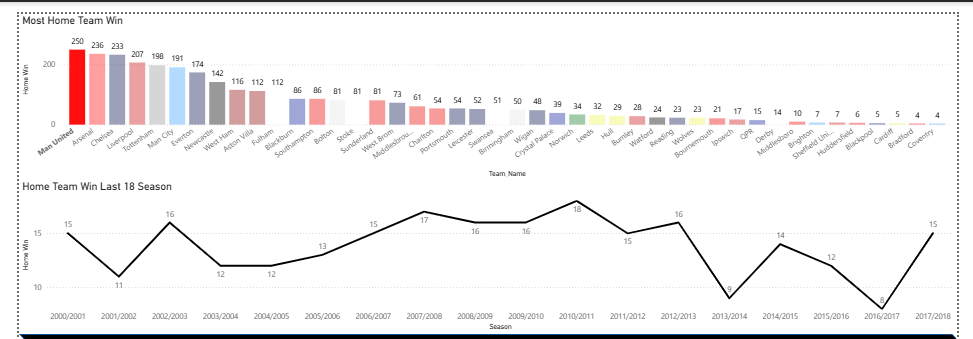 Most Home Team Win
250 236 233 207 198 191 174 142 116 112 112 86 86 81 81 81 73 61 54 54 52 51 50 48 39 34 32 29 28 24 23 23 21 17 15 14 10 7 7 6 5 5 4 4
200
0
Home Win
Man United Arsenal Chelsea Liverpool Tottenham Man City Everton Newcastle West Ham Aston Villa Fulham Blackburn Southampton Bolton Stoke Sunderland West Brom Middlesbrou... Charlton Portsmouth Leicester Swansea Birmingham Wigan Crystal Palace Norwich Leeds Hull Burnley Watford Reading Wolves Bournemouth Ipswich QPR Derby Middlesboro Brighton Sheffield Uni... Huddersfield Blackpool Cardiff Bradford Coventry
Team_Name
Home Team Win Last 18 Season
15 11 16 12 12 13 15 17 16 16 18 15 16 9 14 12 8 15
15
10
Home Win
2000/2001 2001/2002 2002/2003 2003/2004 2004/2005 2005/2006 2006/2007 2007/2008 2008/2009 2009/2010 2010/2011 2011/2012 2012/2013 2013/2014 2014/2015 2015/2016 2016/2017 2017/2018
Season